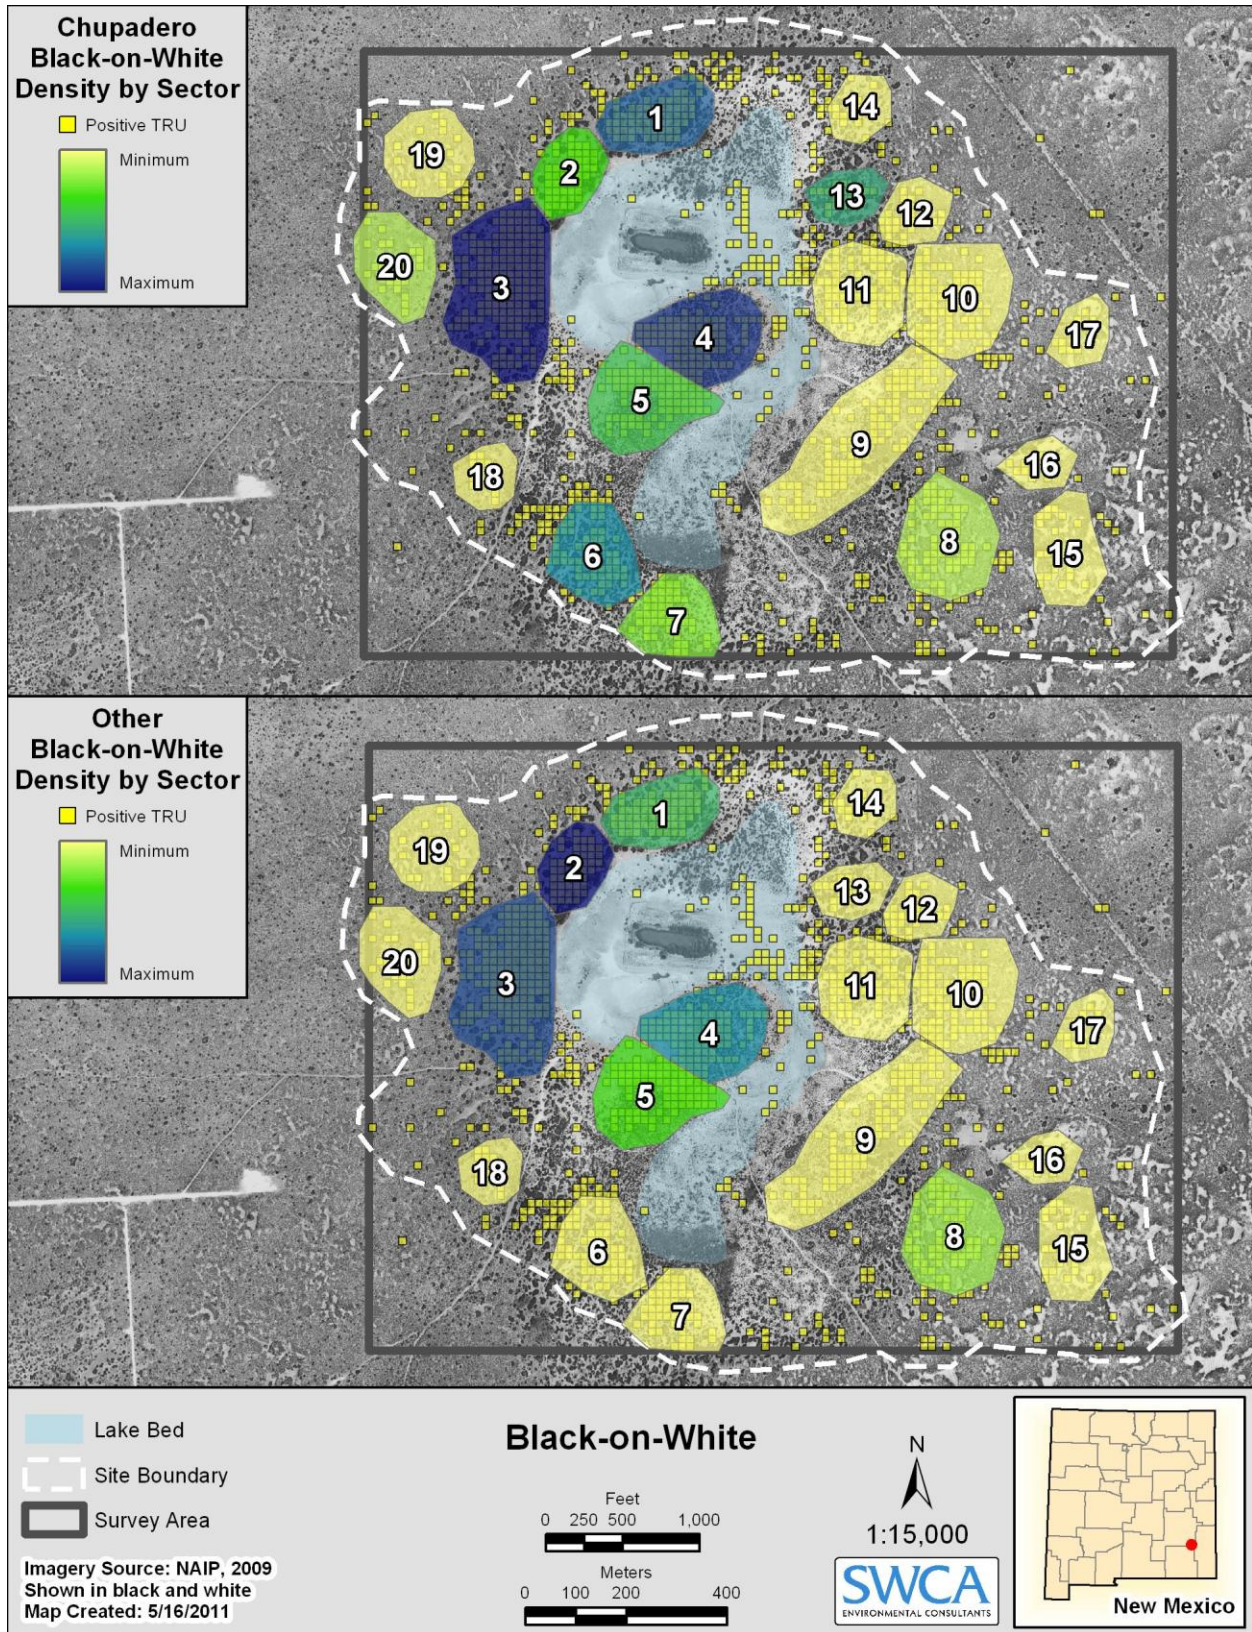 Chupadero
Black-on-White
Density by Sector
Positive TRU
Minimum
Maximum
1
2
3
4
5
6
7
8
9
10
11
12
13
14
15
16
17
18
19
20
Other
Black-on-White
Density by Sector
Positive TRU
Minimum
Maximum
1
2
3
4
5
6
7
8
9
10
11
12
13
14
15
16
17
18
19
20
Lake Bed
Site Boundary
Survey Area
Imagery Source: NAIP, 2009
Shown in black and white
Map Created: 5/16/2011
Black-on-White
Feet
0 250 500 1,000
Meters
0 100 200 400
N
1:15,000
SWCA
ENVIRONMENTAL CONSULTANTS
New Mexico